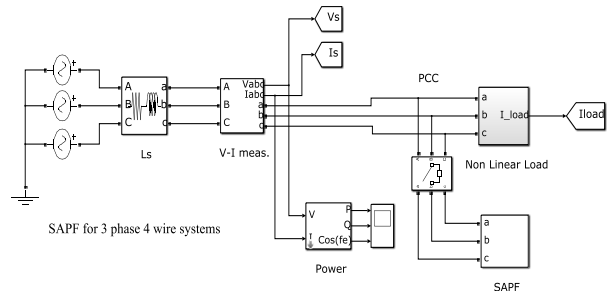 Vs
Is
PCC
A
B
C
a
b
c
Ls
A
B
C
Vabc
Iabc
a
b
c
V-I meas.
a
b
c
I_load
Iload
Non Linear Load
V
I
P
Q
Cos(fe)
Power
a
b
c
SAPF
SAPF for 3 phase 4 wire systems